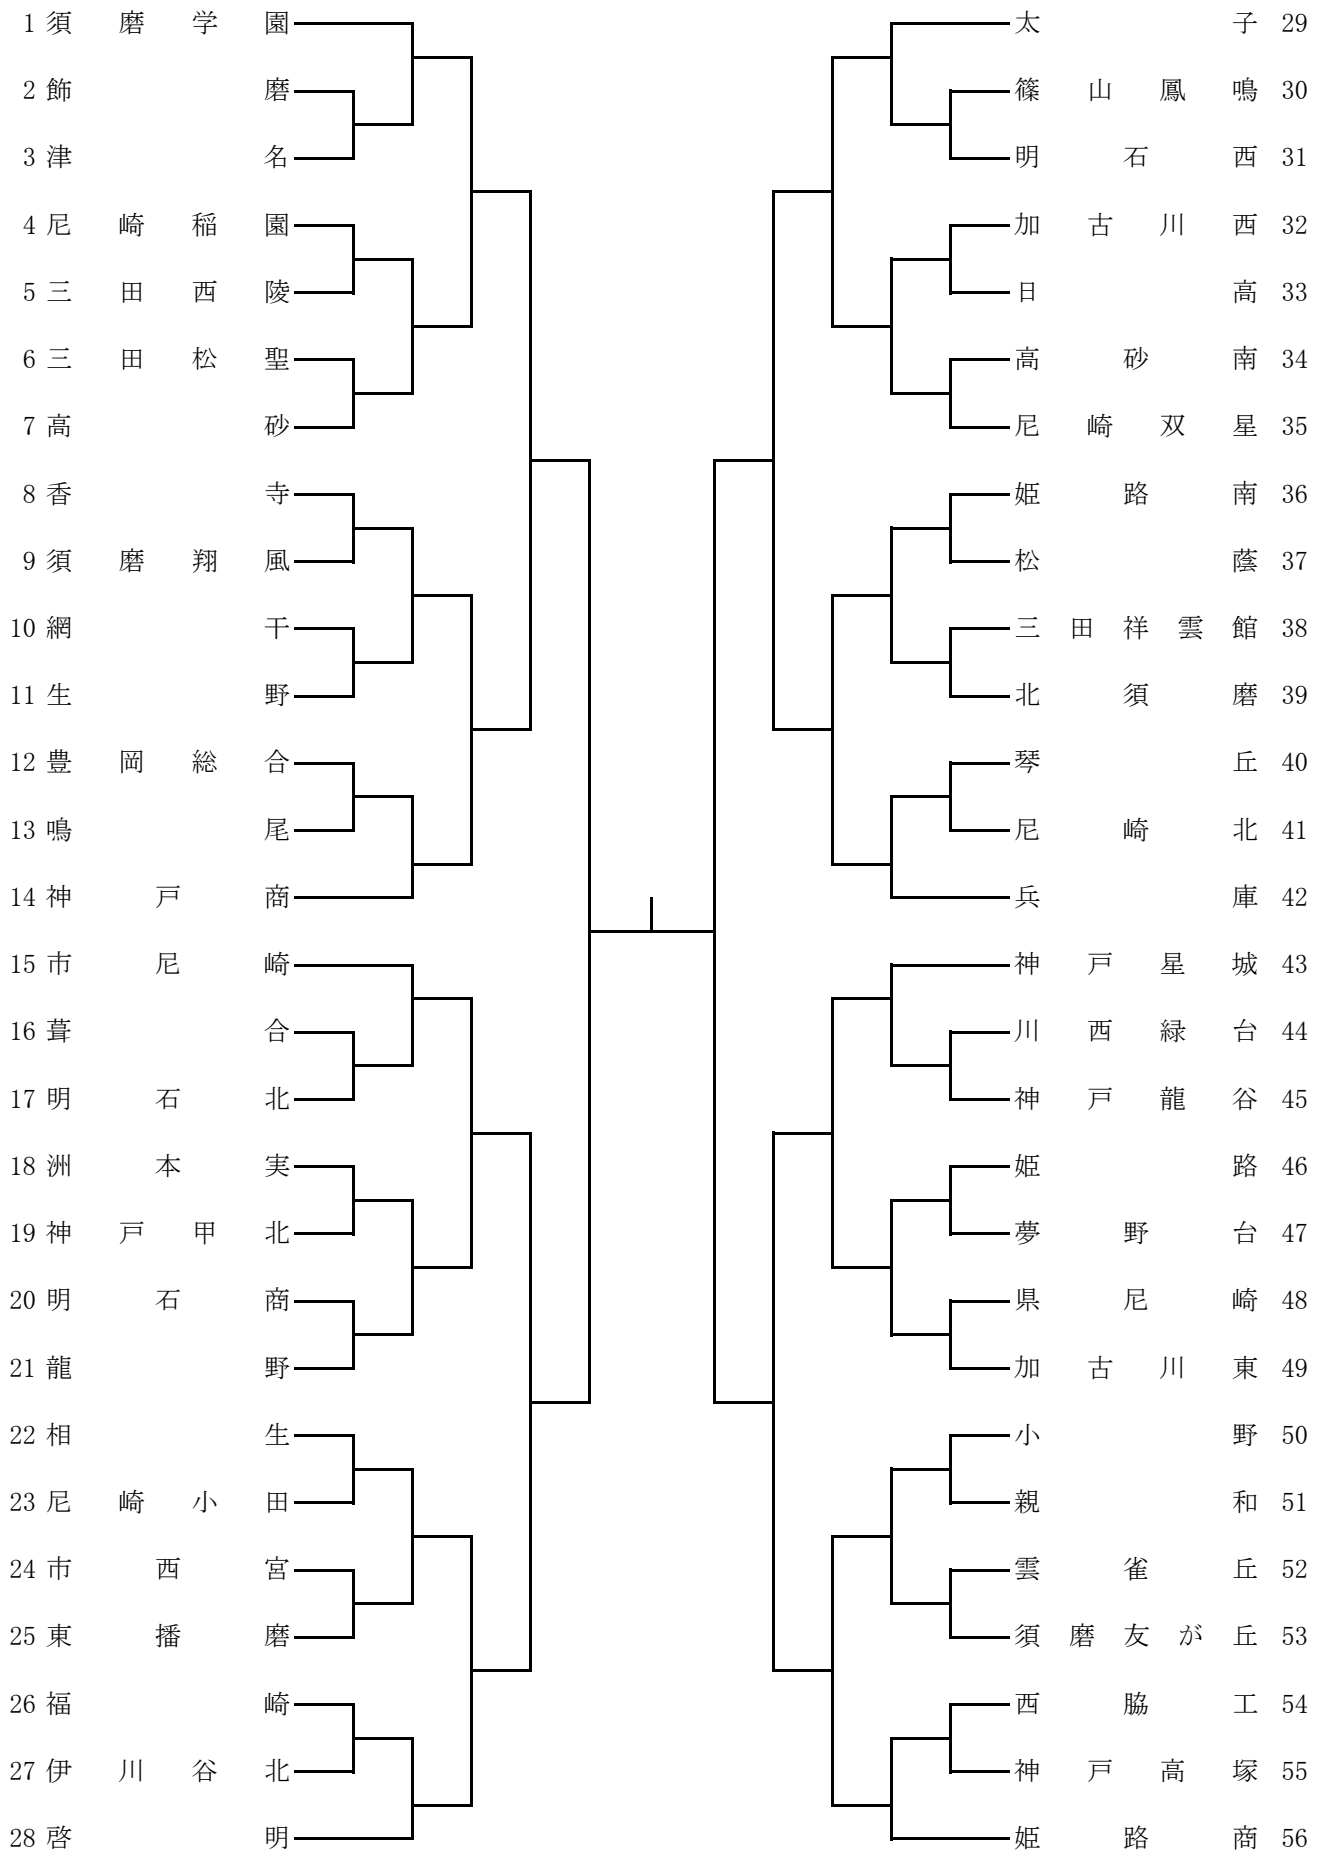 1 須磨学園
2 飾磨
3 津名
4 尼崎稲園
5 三田西陵
6 三田松聖
7 高砂
8 香寺
9 須磨翔風
10 網干
11 生野
12 豊岡総合
13 鳴尾
14 神戸商
15 市尼崎
16 葺合
17 明石北
18 洲本実
19 神戸甲北
20 明石商
21 龍野
22 相生
23 尼崎小田
24 市西宮
25 東播磨
26 福崎
27 伊川谷北
28 啓明
太子 29
篠山鳳鳴 30
明石西 31
加古川西 32
日高 33
高砂南 34
尼崎双星 35
姫路南 36
松蔭 37
三田祥雲館 38
北須磨 39
琴丘 40
尼崎北 41
兵庫 42
神戸星城 43
川西緑台 44
神戸龍谷 45
姫路 46
夢野台 47
県尼崎 48
加古川東 49
小野 50
親和 51
雲雀丘 52
須磨友が丘 53
西脇工 54
神戸高塚 55
姫路商 56